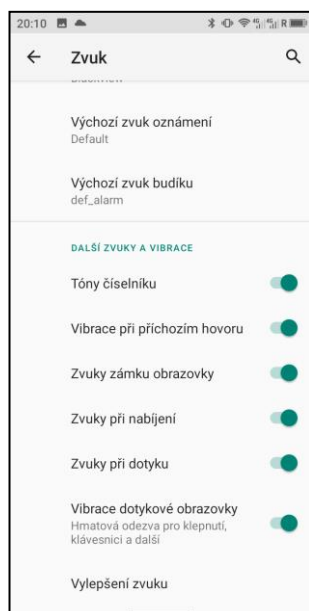 20:10
Zvuk
Blackview
Výchozí zvuk oznámení
Default
Výchozí zvuk budíku
def_alarm
DALŠÍ ZVUKY A VIBRACE
Tóny číselníku
Vibrace při příchozím hovoru
Zvuky zámku obrazovky
Zvuky při nabíjení
Zvuky při dotyku
Vibrace dotykové obrazovky
Hmatová odezva pro klepnutí,
klávesnici a další
Vylepšení zvuku